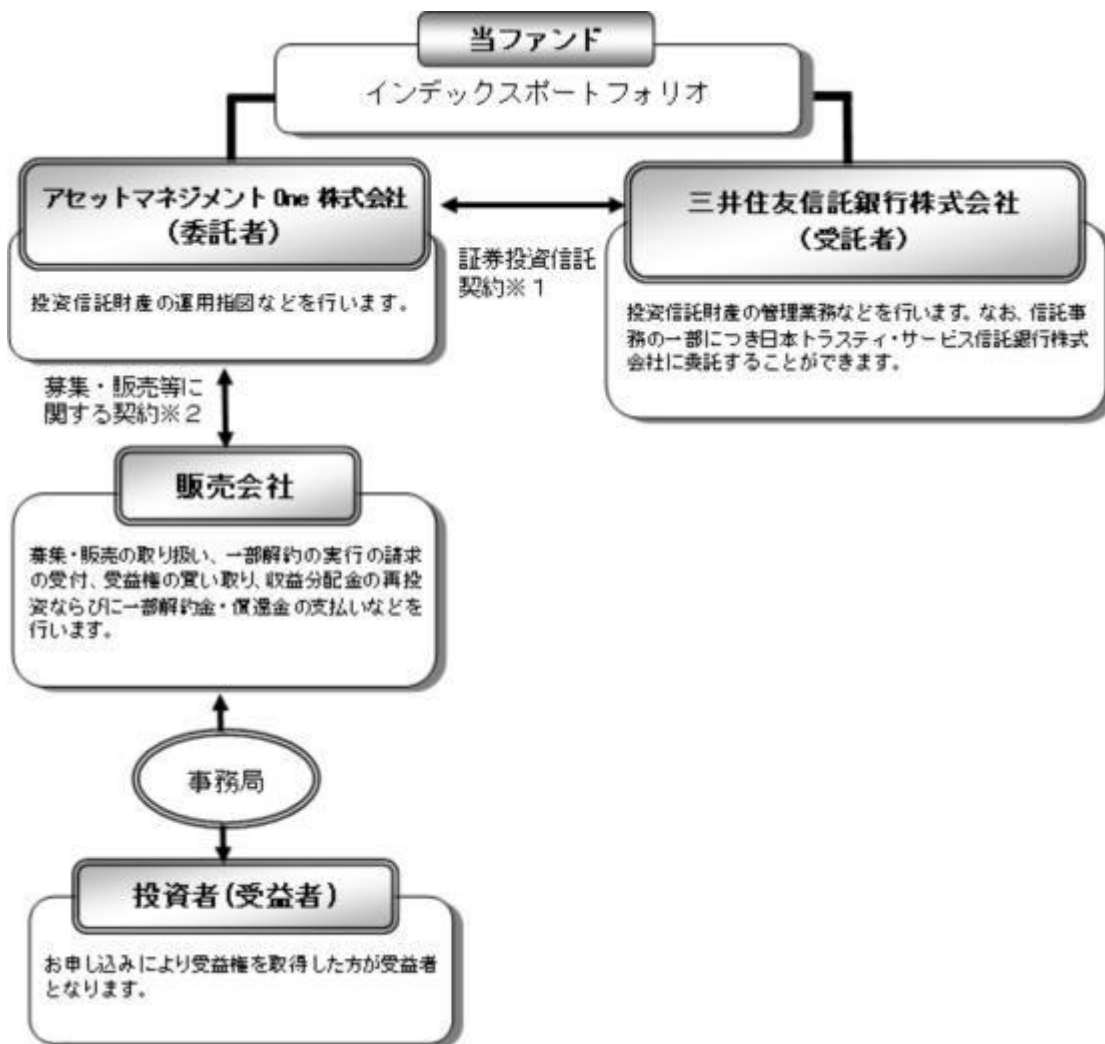 当ファンド
インデックスポートフォリオ
アセットマネジメント One 株式会社
(委託者)
投資信託財産の運用指図などを行います。
証券投資信託
契約※1
三井住友信託銀行株式会社
(受託者)
投資信託財産の管理業務などを行います。なお、信託事
務の一部につき日本トラスティ・サービス信託銀行株式
会社に委託することができます。
募集・販売等に
関する契約※2
販売会社
募集・販売の取り扱い、一部解約の実行の請求
の受付、受益権の買い取り、収益分配金の再投
資ならびに一部解約金・償還金の支払いなどを
行います。
事務局
投資者(受益者)
お申し込みにより受益権を取得した方が受益者
となります。